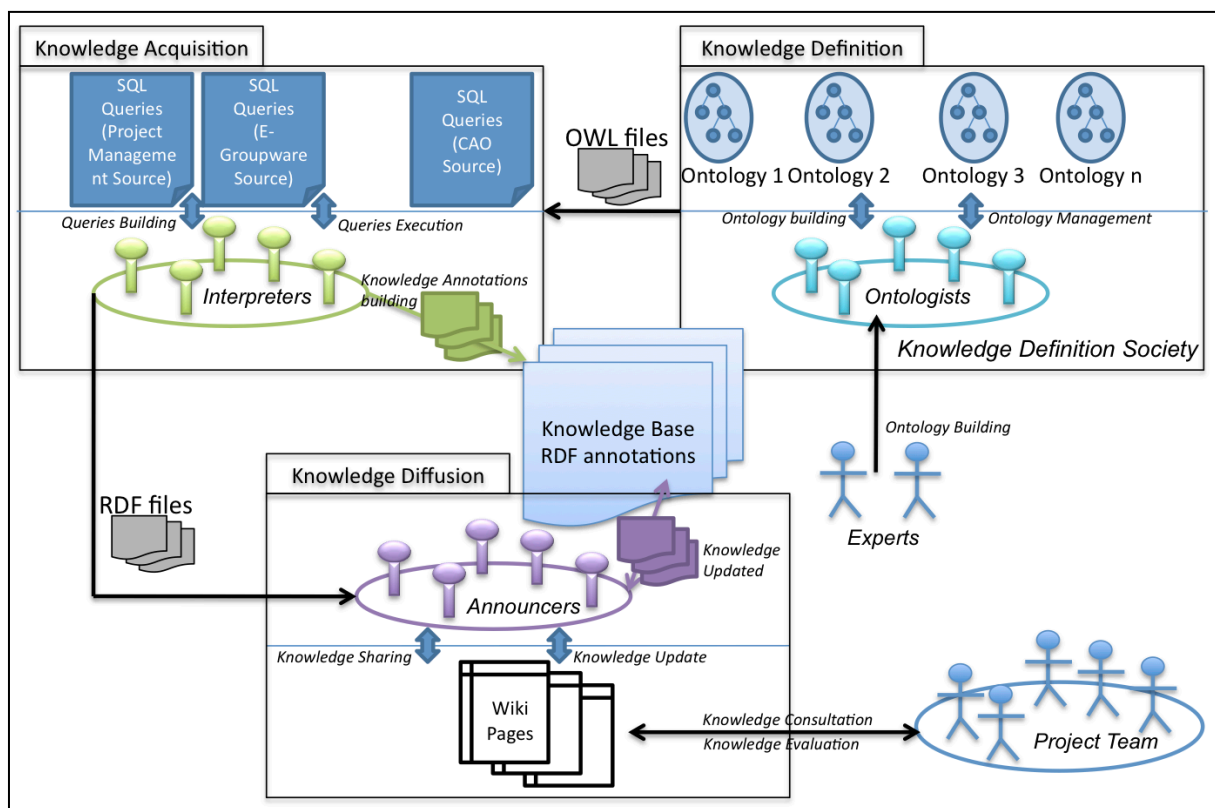 Knowledge Acquisition
SQL
Queries
(Project
Manageme
nt Source)
SQL
Queries
(E-
Groupware
Source)
SQL
Queries
(CAO
Source)
Queries Building
Queries Execution
Interpreters
Knowledge Annotations
building
OWL files
Knowledge Definition
Ontology 1
Ontology 2
Ontology 3
Ontology n
Ontology building
Ontology Management
Ontologists
Knowledge Definition Society
Ontology Building
Experts
Knowledge Base
RDF annotations
RDF files
Knowledge Diffusion
Knowledge
Updated
Announcers
Knowledge Sharing
Knowledge Update
Wiki
Pages
Knowledge Consultation
Knowledge Evaluation
Project Team